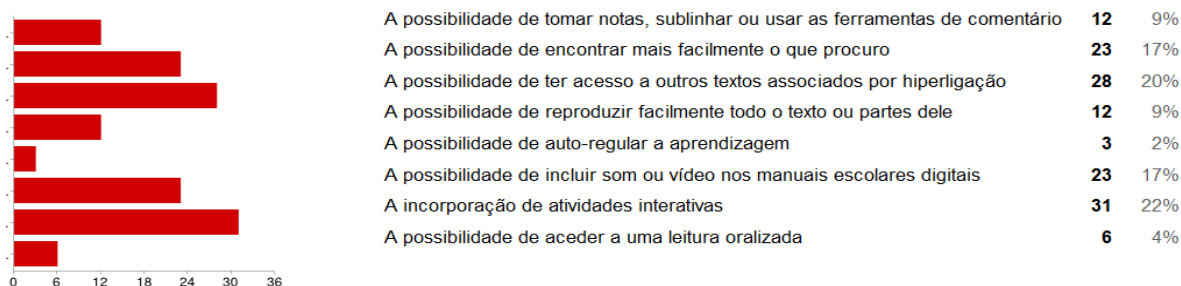 A possibilidade de tomar notas, sublinhar ou usar as ferramentas de comentário 12 9%
A possibilidade de encontrar mais facilmente o que procuro 23 17%
A possibilidade de ter acesso a outros textos associados por hiperligação 28 20%
A possibilidade de reproduzir facilmente todo o texto ou partes dele 12 9%
A possibilidade de auto-regular a aprendizagem 3 2%
A possibilidade de incluir som ou vídeo nos manuais escolares digitais 23 17%
A incorporação de atividades interativas 31 22%
A possibilidade de aceder a uma leitura oralizada 6 4%
0 6 12 18 24 30 36